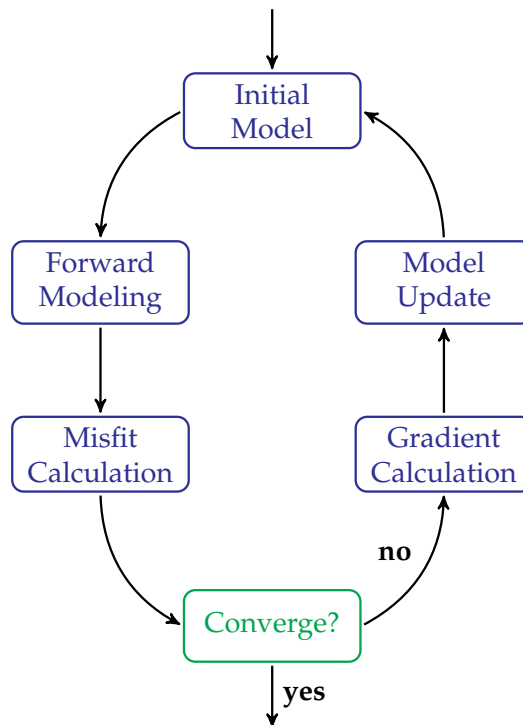 Initial
Model
Forward
Modeling
Model
Update
Misfit
Calculation
Gradient
Calculation
no
Converge?
yes